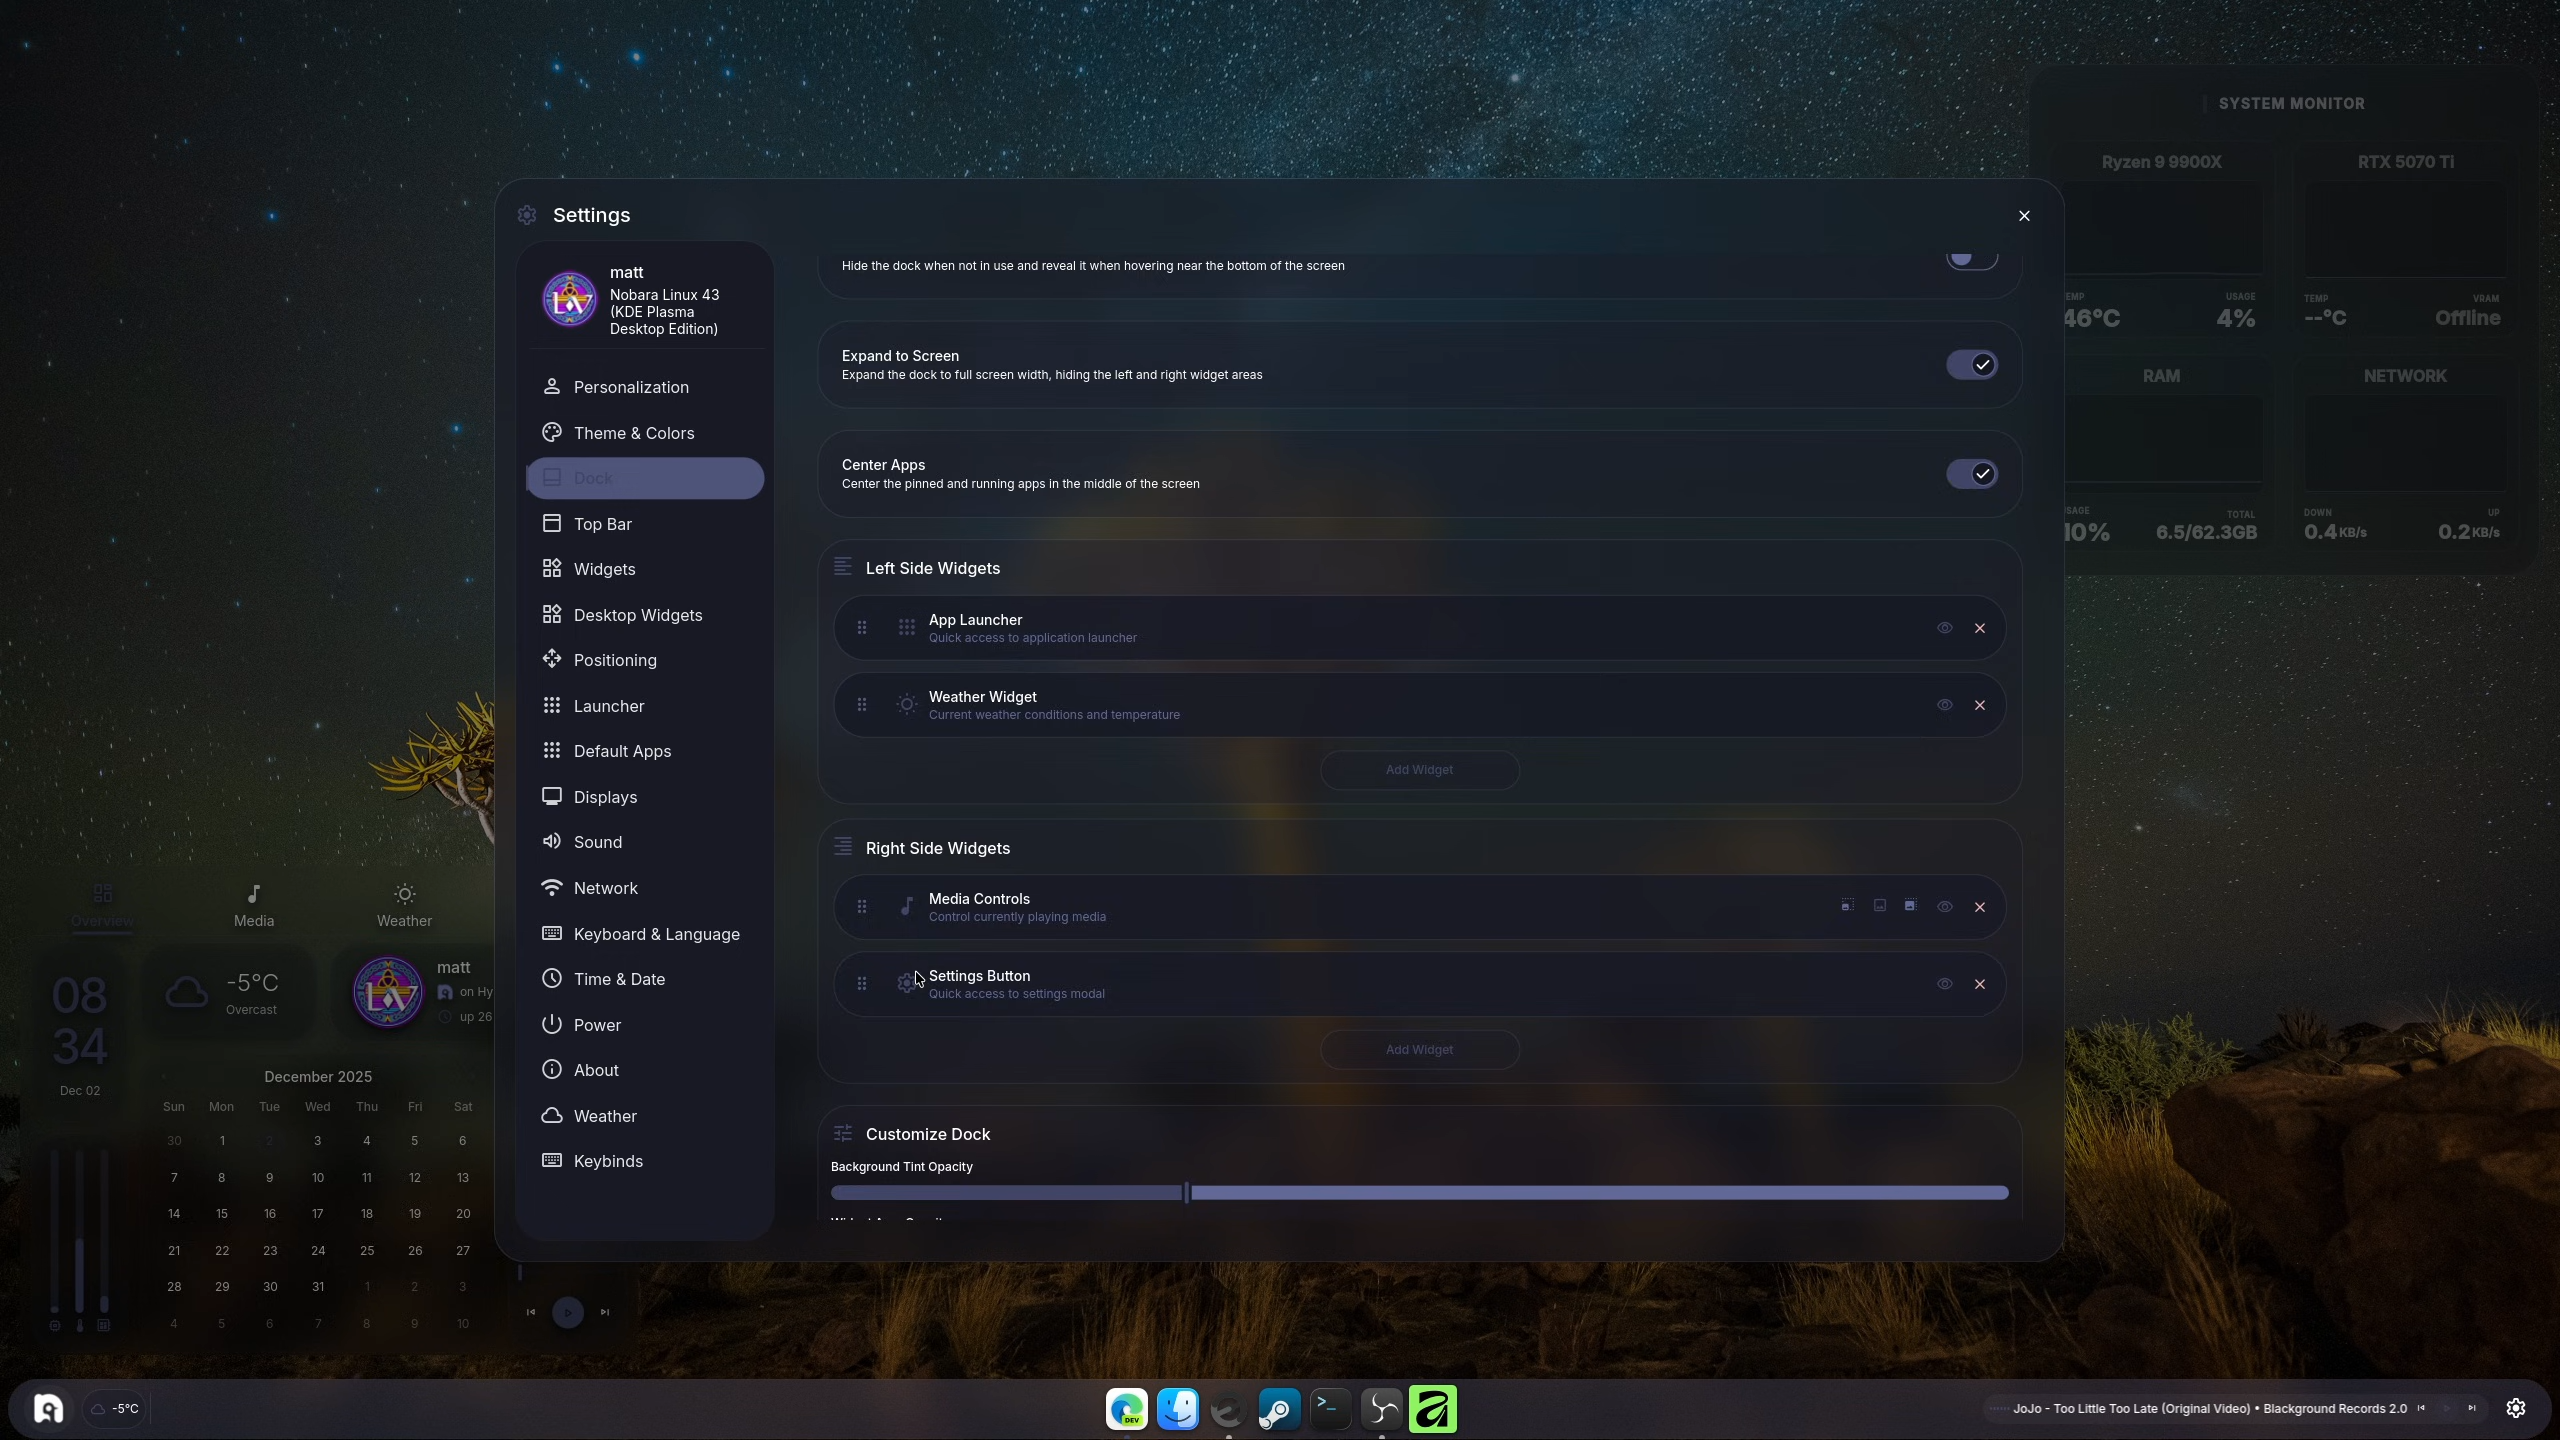 SYSTEM MONITOR
Ryzen 9 9900X
RTX 5070 Ti
USAGE
46°C
4%
TEMP
VRAM
--°C
Offline
RAM
NETWORK
TOTAL
10%
6.5/62.3GB
DOWN
UP
0.4 KB/s
0.2 KB/s
Settings
matt
Nobara Linux 43
(KDE Plasma
Desktop Edition)
Personalization
Theme & Colors
Dock
Top Bar
Widgets
Desktop Widgets
Positioning
Launcher
Default Apps
Displays
Sound
Network
Keyboard & Language
Time & Date
Power
About
Weather
Keybinds
Hide the dock when not in use and reveal it when hovering near the bottom of the screen
Expand to Screen
Expand the dock to full screen width, hiding the left and right widget areas
Center Apps
Center the pinned and running apps in the middle of the screen
Left Side Widgets
App Launcher
Quick access to application launcher
Weather Widget
Current weather conditions and temperature
Add Widget
Right Side Widgets
Media Controls
Control currently playing media
Settings Button
Quick access to settings modal
Add Widget
Customize Dock
Background Tint Opacity
Overview
Media
Weather
08
34
Dec 02
-5°C
Overcast
matt
on Hy
up 26
December 2025
Sun Mon Tue Wed Thu Fri Sat
30 1 2 3 4 5 6
7 8 9 10 11 12 13
14 15 16 17 18 19 20
21 22 23 24 25 26 27
28 29 30 31 1 2 3
4 5 6 7 8 9 10
-5°C
DEV
JoJo - Too Little Too Late (Original Video) • Blackground Records 2.0